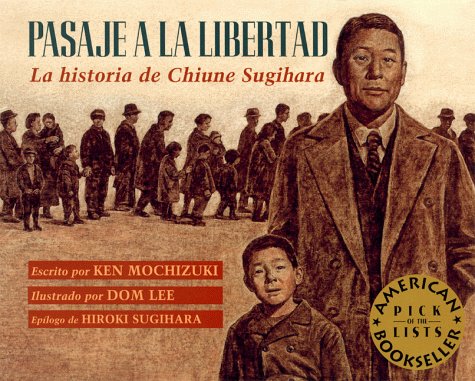 PASAJE A LA LIBERTAD
La historia de Chiune Sugihara
Escrito por KEN MOCHIZUKI
Ilustrado por DOM LEE
Epílogo de HIROKI SUGIHARA
AMERICAN
PICK
OF THE
LISTS
BOOKSELLER